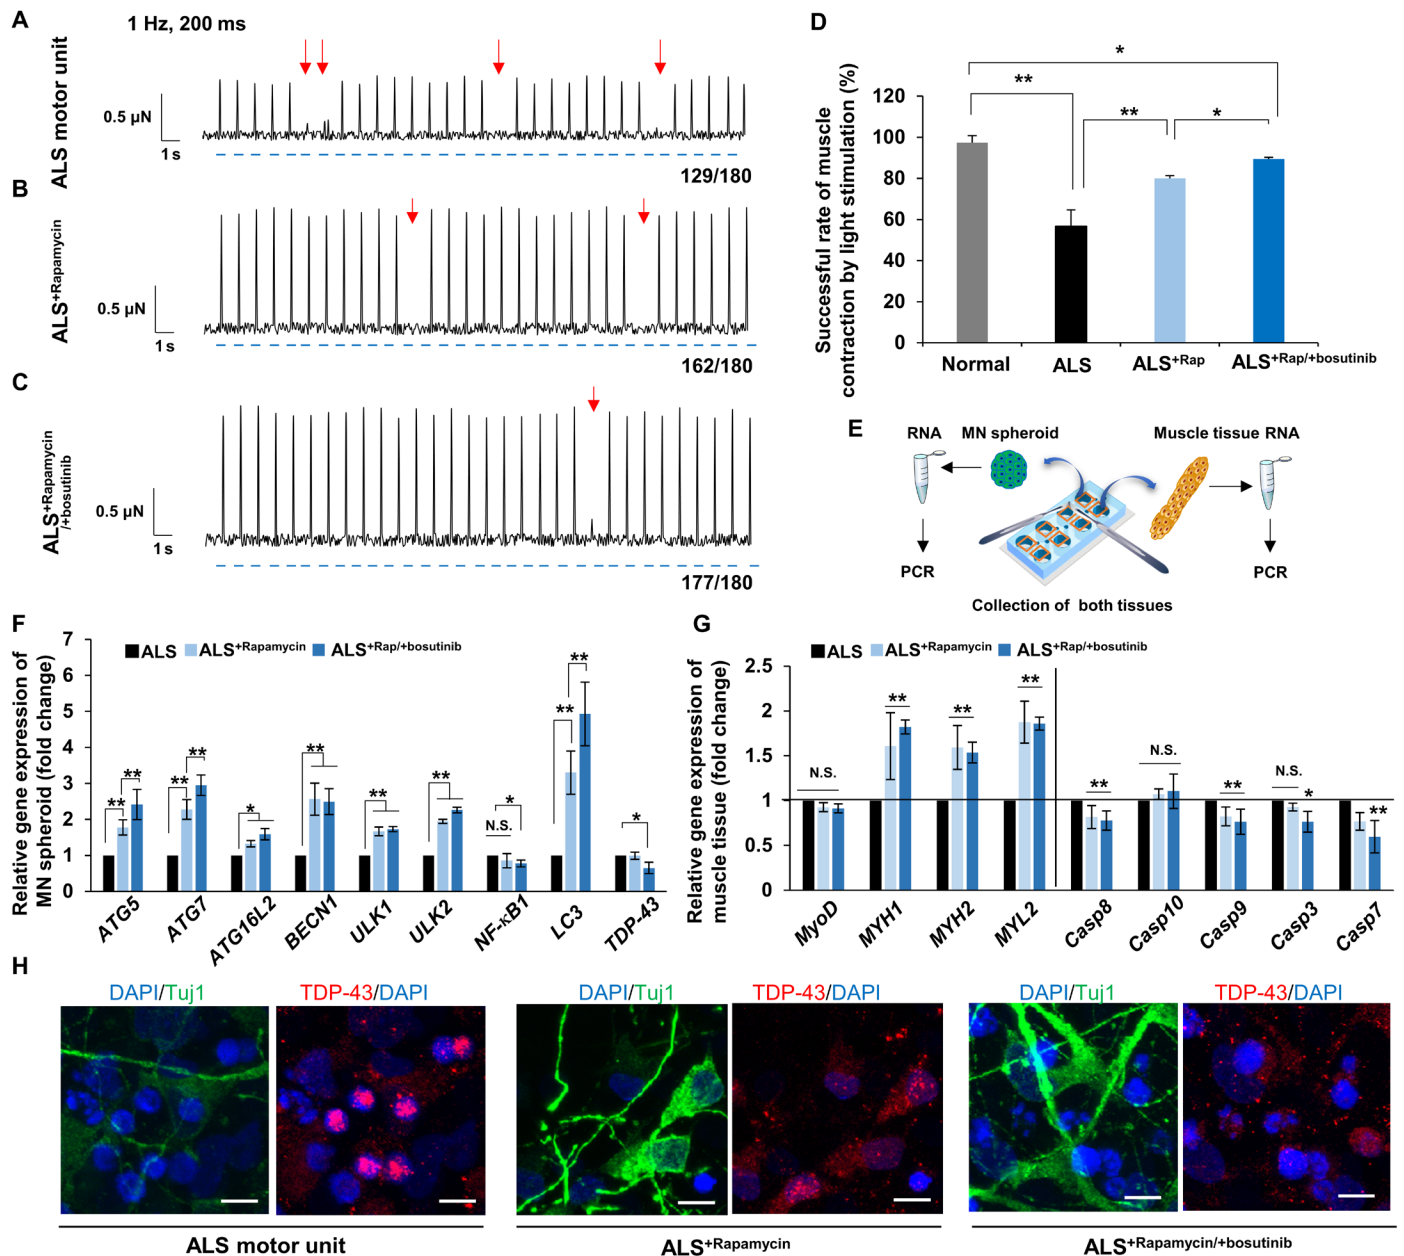 A
1 Hz, 200 ms
ALS motor unit
0.5 µN
1 s
129/180
B
ALS+Rapamycin
0.5 µN
1 s
162/180
C
ALS+Rapamycin
/+bosutinib
0.5 µN
1 s
177/180
D
Successful rate of muscle
contraction by light stimulation (%)
120
100
80
60
40
20
0
*
**
**
*
Normal
ALS
ALS+Rap
ALS+Rap/+bosutinib
E
RNA
MN spheroid
Muscle tissue RNA
PCR
PCR
Collection of both tissues
F
Relative gene expression of
MN spheroid (fold change)
7
6
5
4
3
2
1
0
ALS
ALS+Rapamycin
ALS+Rap/+bosutinib
**
**
**
**
*
**
**
**
N.S.
*
**
**
*
ATG5
ATG7
ATG16L2
BECN1
ULK1
ULK2
NF-κB1
LC3
TDP-43
G
Relative gene expression of
muscle tissue (fold change)
2.5
2
1.5
1
0.5
0
ALS
ALS+Rapamycin
ALS+Rap/+bosutinib
N.S.
**
**
**
**
N.S.
**
N.S.
*
**
MyoD
MYH1
MYH2
MYL2
Casp8
Casp10
Casp9
Casp3
Casp7
H
DAPI/Tuj1
TDP-43/DAPI
DAPI/Tuj1
TDP-43/DAPI
DAPI/Tuj1
TDP-43/DAPI
ALS motor unit
ALS+Rapamycin
ALS+Rapamycin/+bosutinib